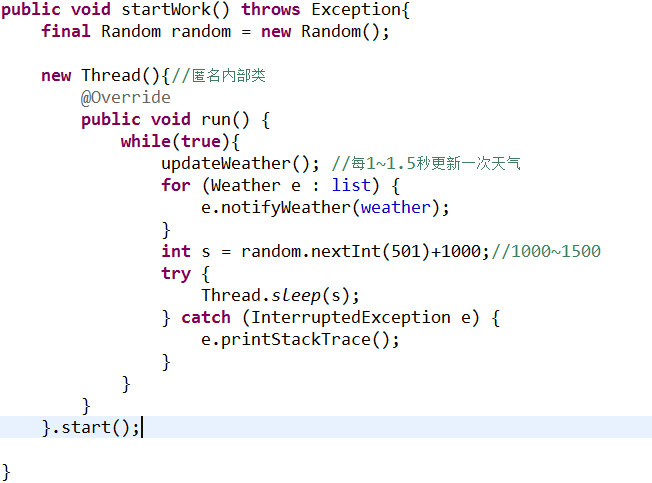 public void startWork() throws Exception{
    final Random random = new Random();

    new Thread(){//匿名内部类
        @Override
        public void run() {
            while(true){
                updateWeather(); //每1~1.5秒更新一次天气
                for (Weather e : list) {
                    e.notifyWeather(weather);
                }
                int s = random.nextInt(501)+1000;//1000~1500
                try {
                    Thread.sleep(s);
                } catch (InterruptedException e) {
                    e.printStackTrace();
                }
            }
        }
    }.start();

}